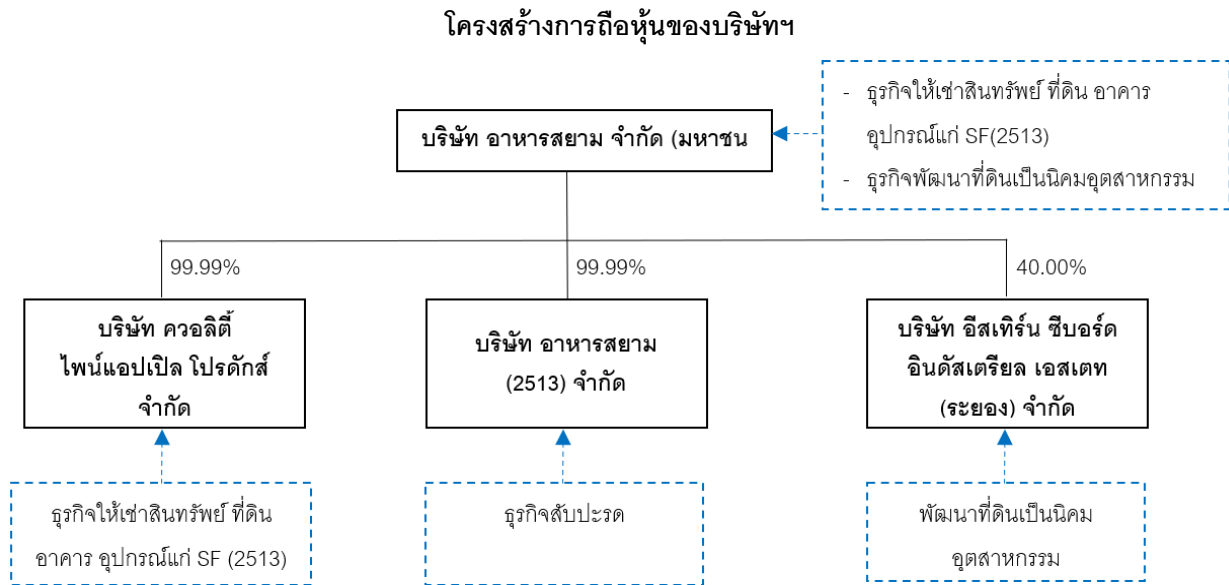 โครงสร้างการถือหุ้นของบริษัทฯ
- ธุรกิจให้เช่าสินทรัพย์ ที่ดิน อาคาร
อุปกรณ์แก่ SF(2513)
- ธุรกิจพัฒนาที่ดินเป็นนิคมอุตสาหกรรม
บริษัท อาหารสยาม จำกัด (มหาชน
99.99%
99.99%
40.00%
บริษัท ควอลิตี้
ไพน์แอปเปิล โปรดักส์
จำกัด
บริษัท อาหารสยาม
(2513) จำกัด
บริษัท อีสเทิร์น ซีบอร์ด
อินดัสเตรียล เอสเตท
(ระยอง) จำกัด
ธุรกิจให้เช่าสินทรัพย์ ที่ดิน
อาคาร อุปกรณ์แก่ SF (2513)
ธุรกิจสับปะรด
พัฒนาที่ดินเป็นนิคม
อุตสาหกรรม